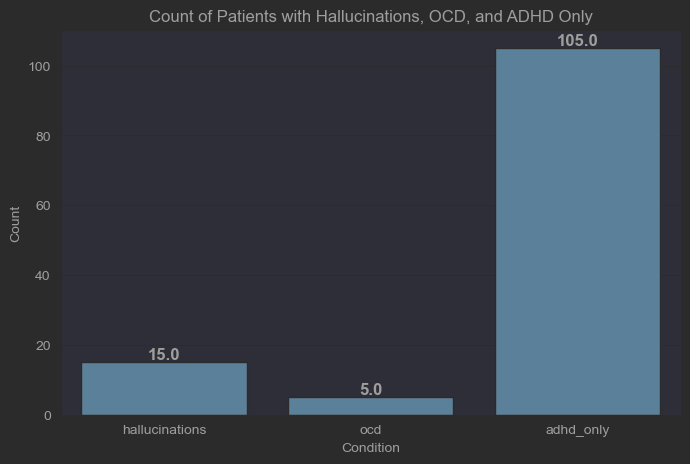 Count of Patients with Hallucinations, OCD, and ADHD Only
105.0
100
80
60
40
20
0
Count
15.0
5.0
hallucinations ocd adhd_only
Condition